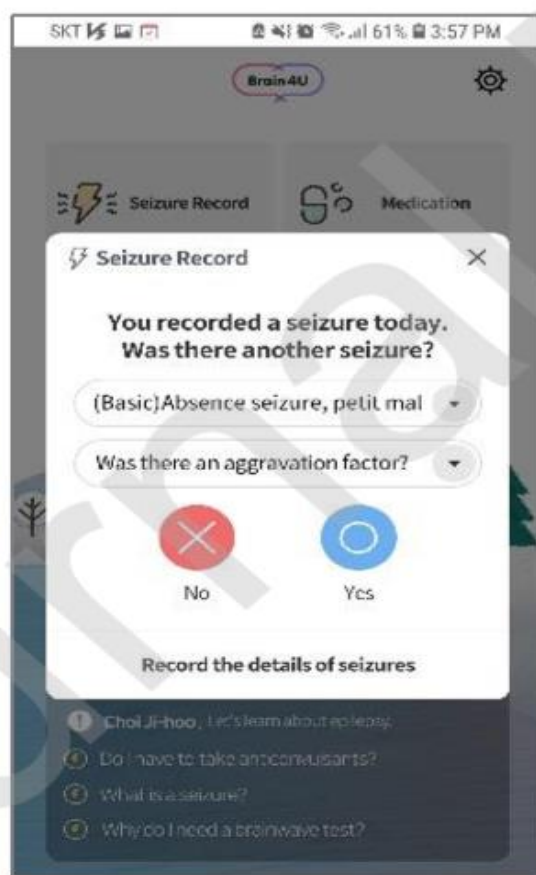 SKT 61% 3:57 PM
Brain4U
Seizure Record Medication
Seizure Record
You recorded a seizure today.
Was there another seizure?
(Basic)Absence seizure, petit mal
Was there an aggravation factor?
No Yes
Record the details of seizures
Choi Ji-hoo, Let's learn about epilepsy.
Do I have to take anticonvulsants?
What is a seizure?
Why do I need a brainwave test?